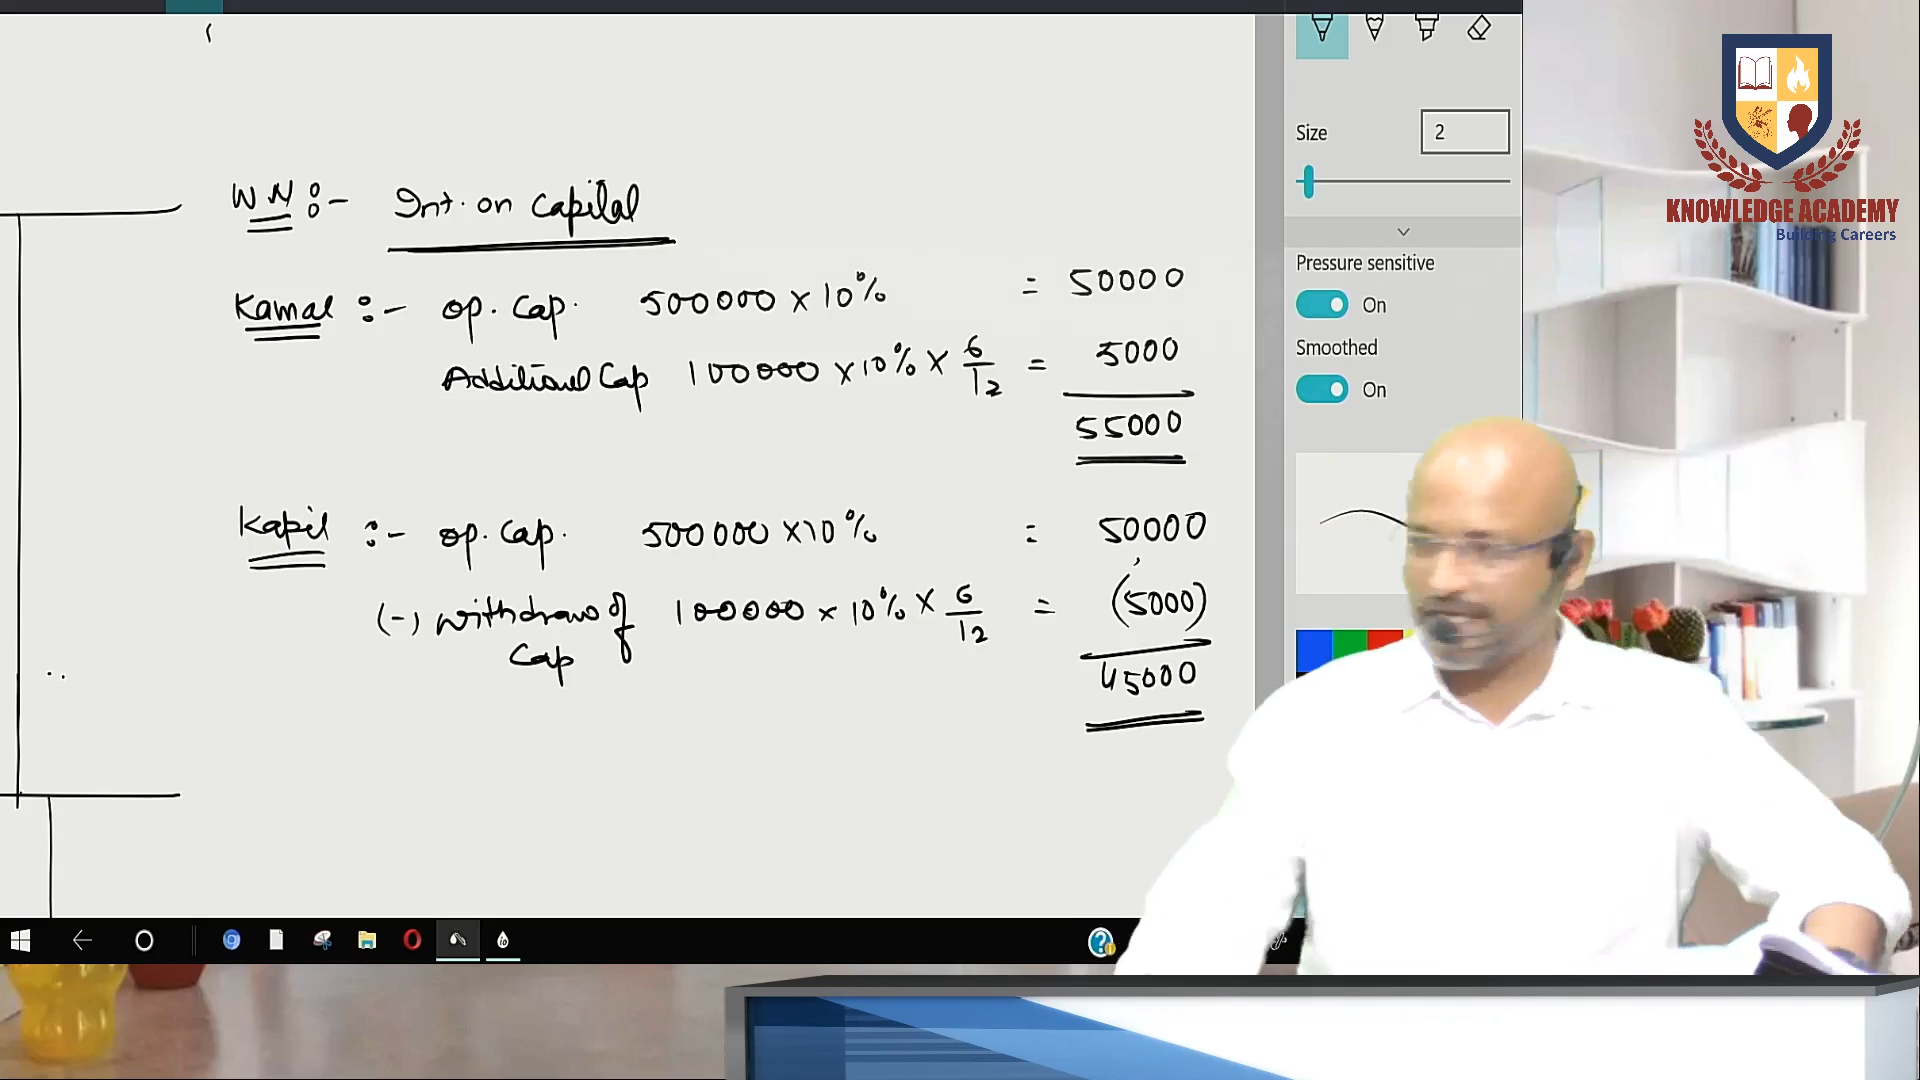 W.N :- Int. on capital
Kamal :- op. Cap. 500000 x 10% = 50000
Additional Cap 100000 x 10% x 6/12 = 5000
55000
Kapil :- op. Cap. 500000 x 10% = 50000
(-) withdraw of Cap 100000 x 10% x 6/12 = (5000)
45000
Size 2
Pressure sensitive
On
Smoothed
On
KNOWLEDGE ACADEMY
Building Careers